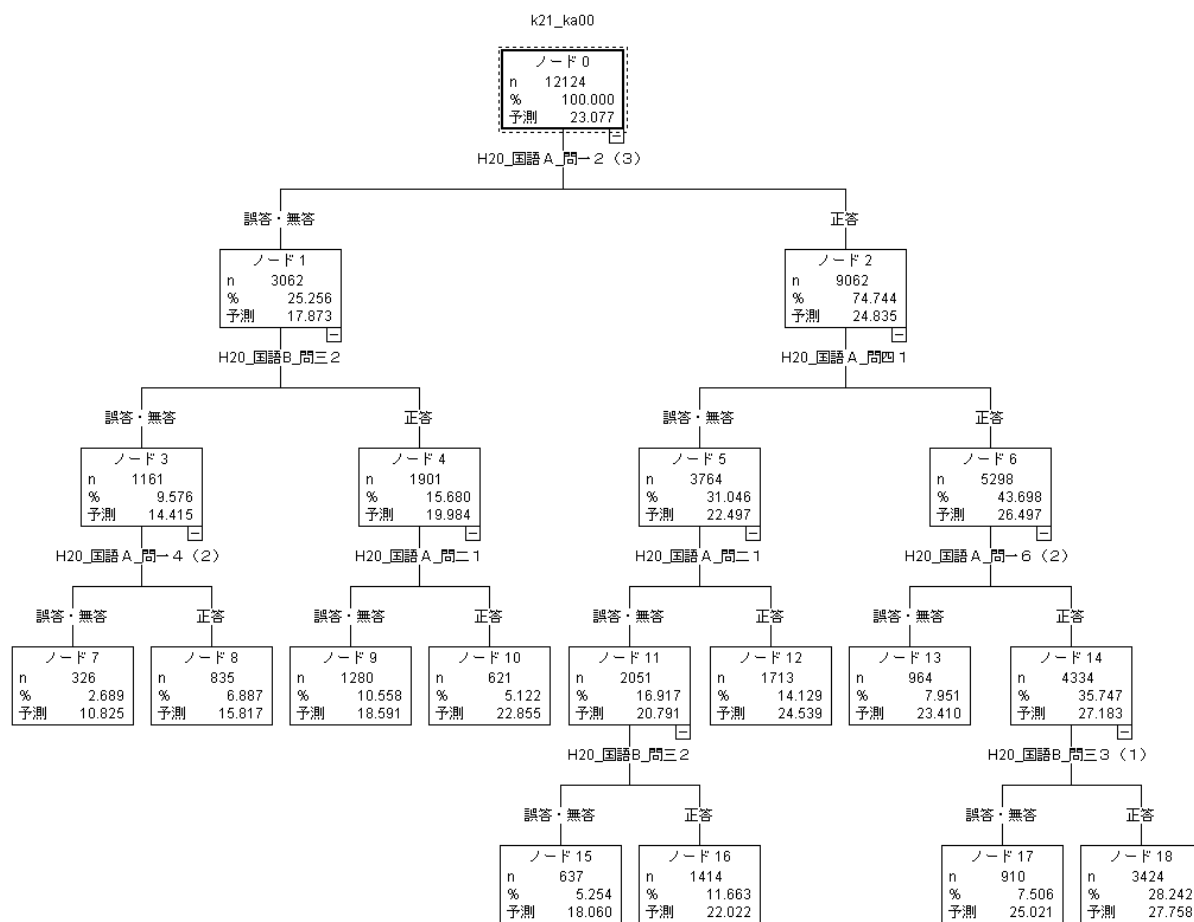 k21_ka00
ノード 0
n 12124
% 100.000
予測 23.077
H20_国語A_問一2（3）
誤答・無答
正答
ノード 1
n 3062
% 25.256
予測 17.873
ノード 2
n 9062
% 74.744
予測 24.835
H20_国語B_問三2
H20_国語A_問四1
誤答・無答
正答
誤答・無答
正答
ノード 3
n 1161
% 9.576
予測 14.415
ノード 4
n 1901
% 15.680
予測 19.984
ノード 5
n 3764
% 31.046
予測 22.497
ノード 6
n 5298
% 43.698
予測 26.497
H20_国語A_問一4（2）
H20_国語A_問二1
H20_国語A_問二1
H20_国語A_問一6（2）
誤答・無答
正答
誤答・無答
正答
誤答・無答
正答
誤答・無答
正答
ノード 7
n 326
% 2.689
予測 10.825
ノード 8
n 835
% 6.887
予測 15.817
ノード 9
n 1280
% 10.558
予測 18.591
ノード 10
n 621
% 5.122
予測 22.855
ノード 11
n 2051
% 16.917
予測 20.791
ノード 12
n 1713
% 14.129
予測 24.539
ノード 13
n 964
% 7.951
予測 23.410
ノード 14
n 4334
% 35.747
予測 27.183
H20_国語B_問三2
H20_国語B_問三3（1）
誤答・無答
正答
誤答・無答
正答
ノード 15
n 637
% 5.254
予測 18.060
ノード 16
n 1414
% 11.663
予測 22.022
ノード 17
n 910
% 7.506
予測 25.021
ノード 18
n 3424
% 28.242
予測 27.758